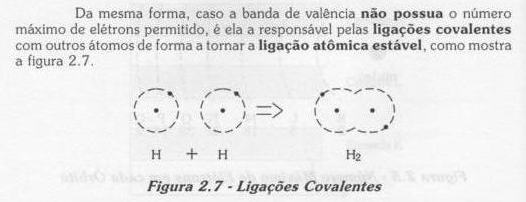 Da mesma forma, caso a banda de valência não possua o número
máximo de elétrons permitido, é ela a responsável pelas ligações covalentes
com outros átomos de forma a tornar a ligação atômica estável, como mostra
a figura 2.7.
H + H H₂
Figura 2.7 - Ligações Covalentes